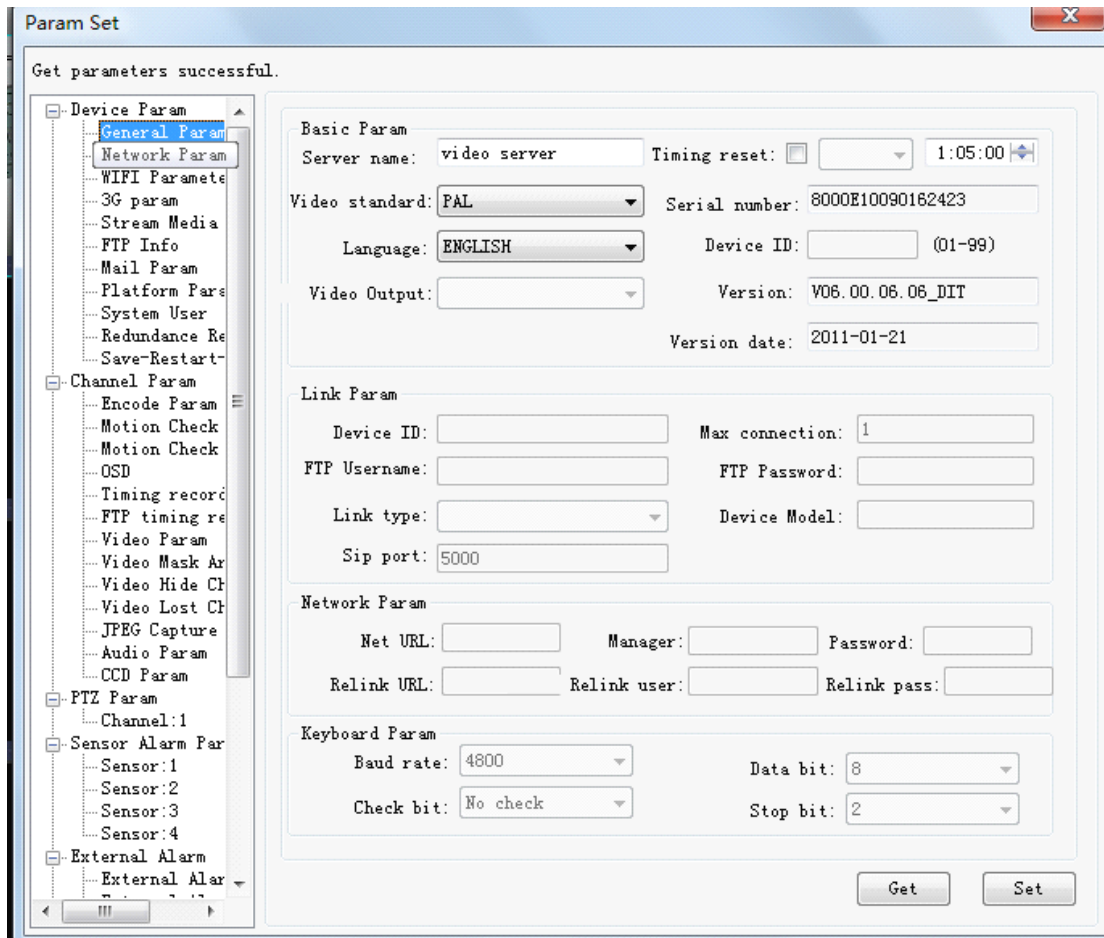 Param Set
Get parameters successful.
Device Param
General Param
Network Param
WIFI Paramete
3G param
Stream Media
FTP Info
Mail Param
Platform Para
System User
Redundance Re
Save-Restart-
Channel Param
Encode Param
Motion Check
Motion Check
OSD
Timing record
FTP timing re
Video Param
Video Mask Ar
Video Hide Ch
Video Lost Ch
JPEG Capture
Audio Param
CCD Param
PTZ Param
Channel:1
Sensor Alarm Par
Sensor:1
Sensor:2
Sensor:3
Sensor:4
External Alarm
External Alar
Basic Param
Server name: video server Timing reset: 1:05:00
Video standard: PAL Serial number: 8000E10090162423
Language: ENGLISH Device ID: (01-99)
Video Output: Version: V06.00.06.06_DIT
Version date: 2011-01-21
Link Param
Device ID: Max connection: 1
FTP Username: FTP Password:
Link type: Device Model:
Sip port: 5000
Network Param
Net URL: Manager: Password:
Relink URL: Relink user: Relink pass:
Keyboard Param
Baud rate: 4800 Data bit: 8
Check bit: No check Stop bit: 2
Get Set